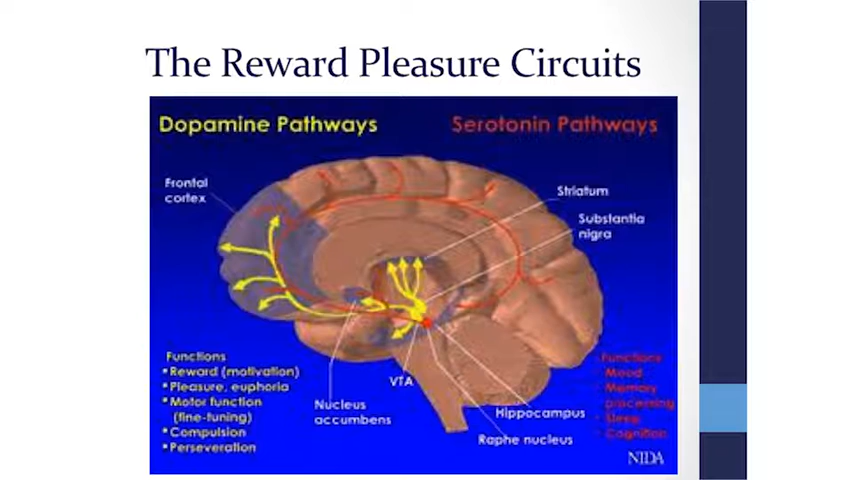 The Reward Pleasure Circuits
Dopamine Pathways
Serotonin Pathways
Frontal
cortex
Striatum
Substantia
nigra
Functions
▪Reward (motivation)
▪Pleasure, euphoria
▪Motor function
(fine-tuning)
▪Compulsion
▪Perseveration
VTA
Nucleus
accumbens
Hippocampus
Raphe nucleus
Functions
▪Mood
▪Memory
processing
▪Sleep
▪Cognition
NIDA